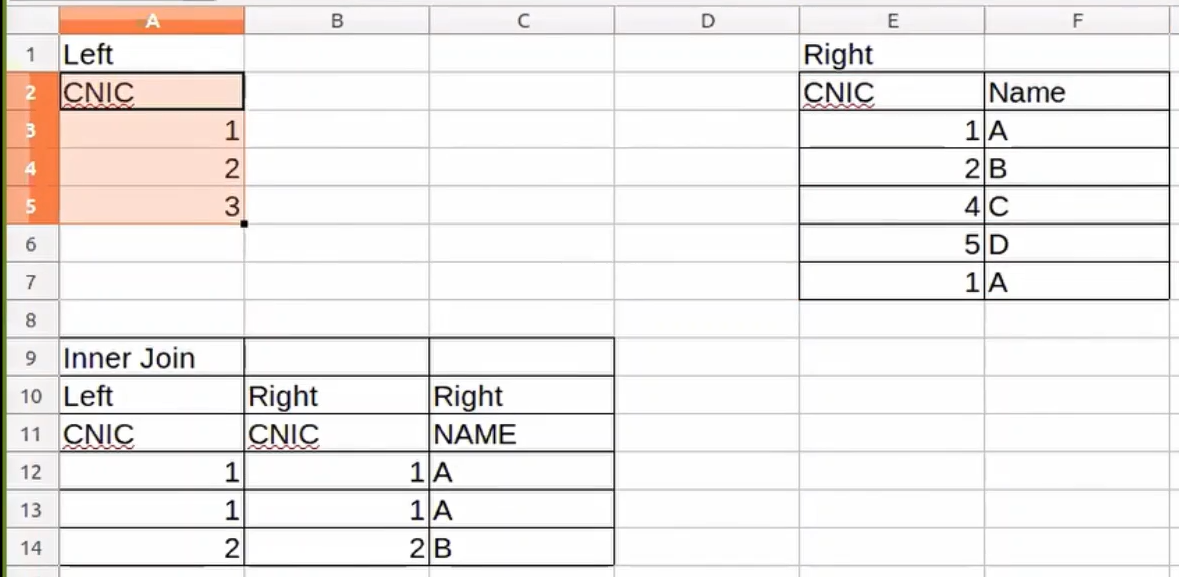 A B C D E F
1 Left Right
2 CNIC CNIC Name
3 1 1 A
4 2 2 B
5 3 4 C
6 5 D
7 1 A
8
9 Inner Join
10 Left Right Right
11 CNIC CNIC NAME
12 1 1 A
13 1 1 A
14 2 2 B